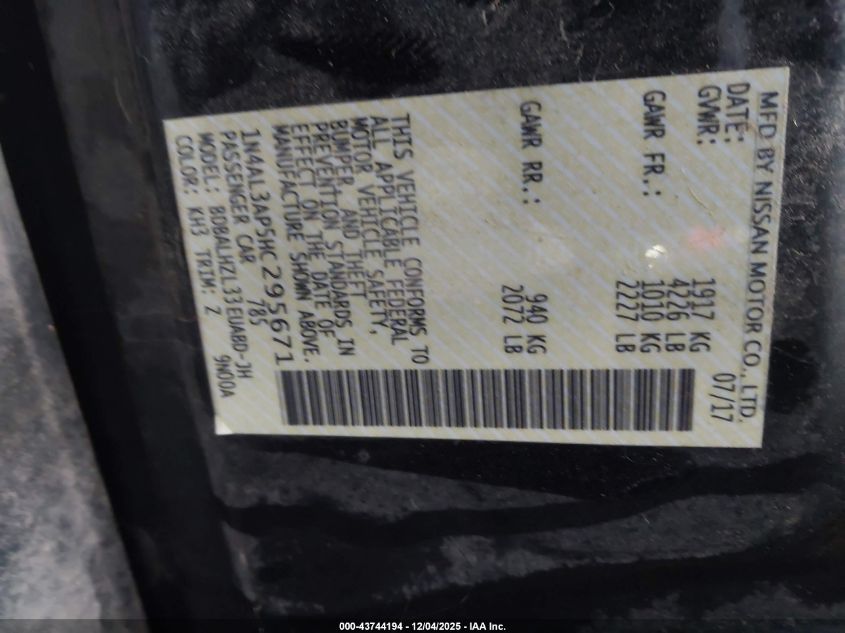 MFD BY NISSAN MOTOR CO., LTD.
DATE: 07/17
GVWR: 1917 KG
4226 LB
GAWR FR.: 1010 KG
2227 LB
GAWR RR.: 940 KG
2072 LB
THIS VEHICLE CONFORMS TO
ALL APPLICABLE FEDERAL
MOTOR VEHICLE SAFETY,
BUMPER, AND THEFT
PREVENTION STANDARDS IN
EFFECT ON THE DATE OF
MANUFACTURE SHOWN ABOVE.
1N4AL3AP5HC295671
PASSENGER CAR 785
MODEL: BDBALHZL33EUABD-JH
COLOR: KH3 TRIM: Z 9N00A
000-43744194 - 12/04/2025 - IAA Inc.